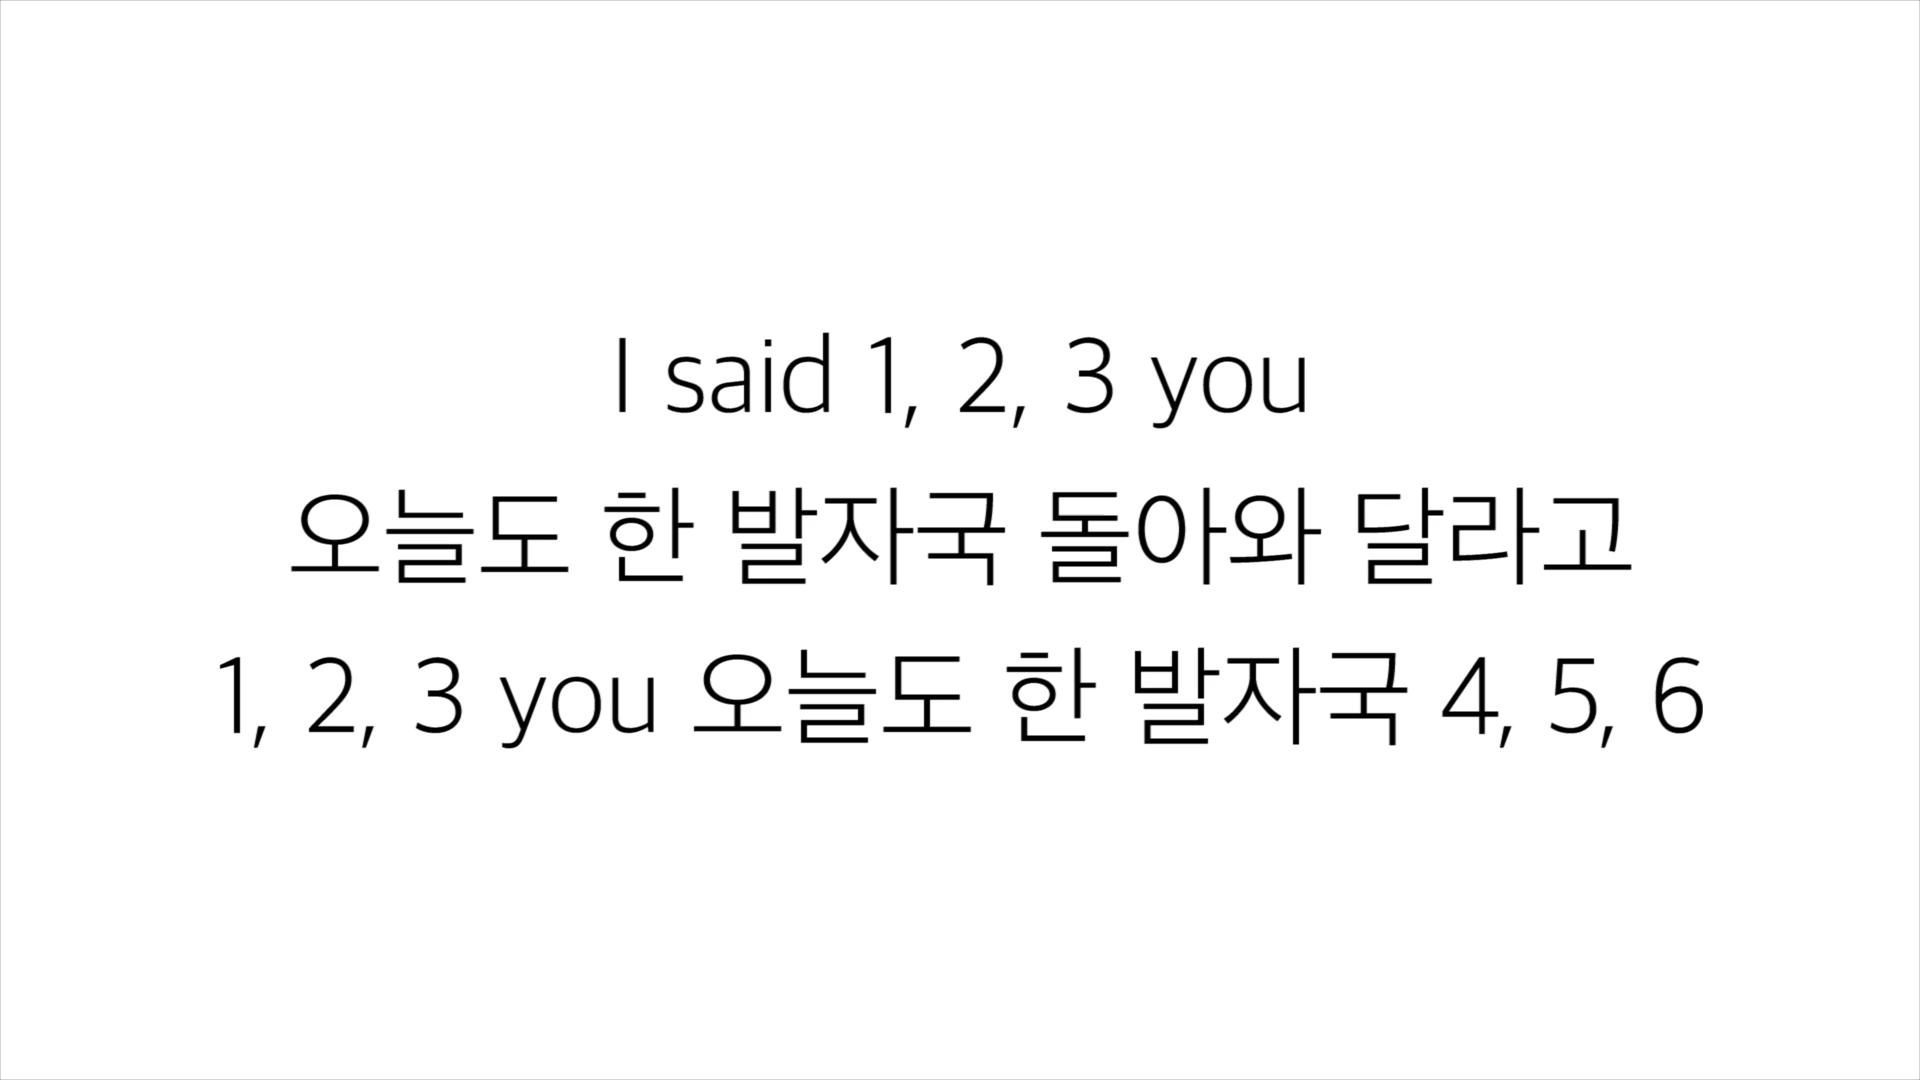 I said 1, 2, 3 you
오늘도 한 발자국 돌아와 달라고
1, 2, 3 you 오늘도 한 발자국 4, 5, 6